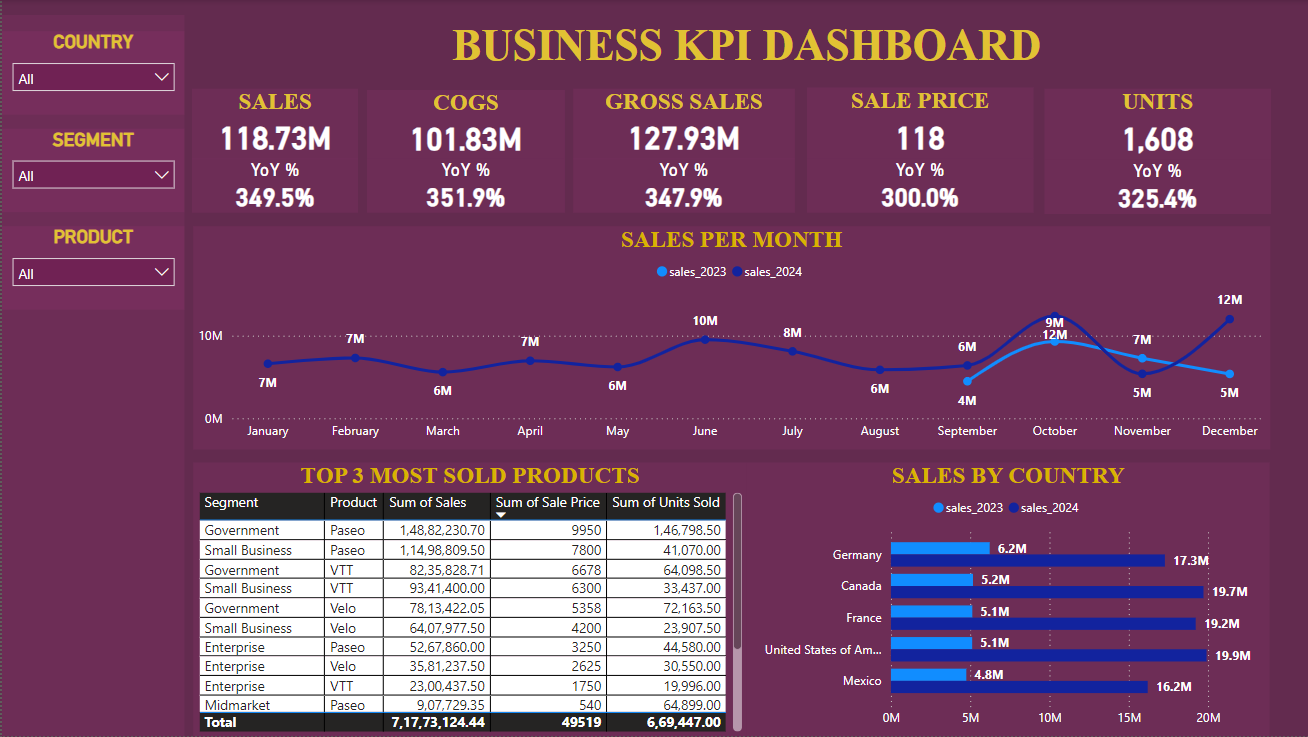 BUSINESS KPI DASHBOARD
COUNTRY
All
SEGMENT
All
PRODUCT
All
SALES
118.73M
YoY %
349.5%
COGS
101.83M
YoY %
351.9%
GROSS SALES
127.93M
YoY %
347.9%
SALE PRICE
118
YoY %
300.0%
UNITS
1,608
YoY %
325.4%
SALES PER MONTH
sales_2023 sales_2024
10M
0M
7M 7M 6M 7M 6M 10M 8M 6M 6M 4M 9M 12M 7M 5M 12M 5M
January February March April May June July August September October November December
TOP 3 MOST SOLD PRODUCTS
Segment Product Sum of Sales Sum of Sale Price Sum of Units Sold
Government Paseo 1,48,82,230.70 9950 1,46,798.50
Small Business Paseo 1,14,98,809.50 7800 41,070.00
Government VTT 82,35,828.71 6678 64,098.50
Small Business VTT 93,41,400.00 6300 33,437.00
Government Velo 78,13,422.05 5358 72,163.50
Small Business Velo 64,07,977.50 4200 23,907.50
Enterprise Paseo 52,67,860.00 3250 44,580.00
Enterprise Velo 35,81,237.50 2625 30,550.00
Enterprise VTT 23,00,437.50 1750 19,996.00
Midmarket Paseo 9,07,729.35 540 64,899.00
Total 7,17,73,124.44 49519 6,69,447.00
SALES BY COUNTRY
sales_2023 sales_2024
Germany 6.2M 17.3M
Canada 5.2M 19.7M
France 5.1M 19.2M
United States of Am... 5.1M 19.9M
Mexico 4.8M 16.2M
0M 5M 10M 15M 20M